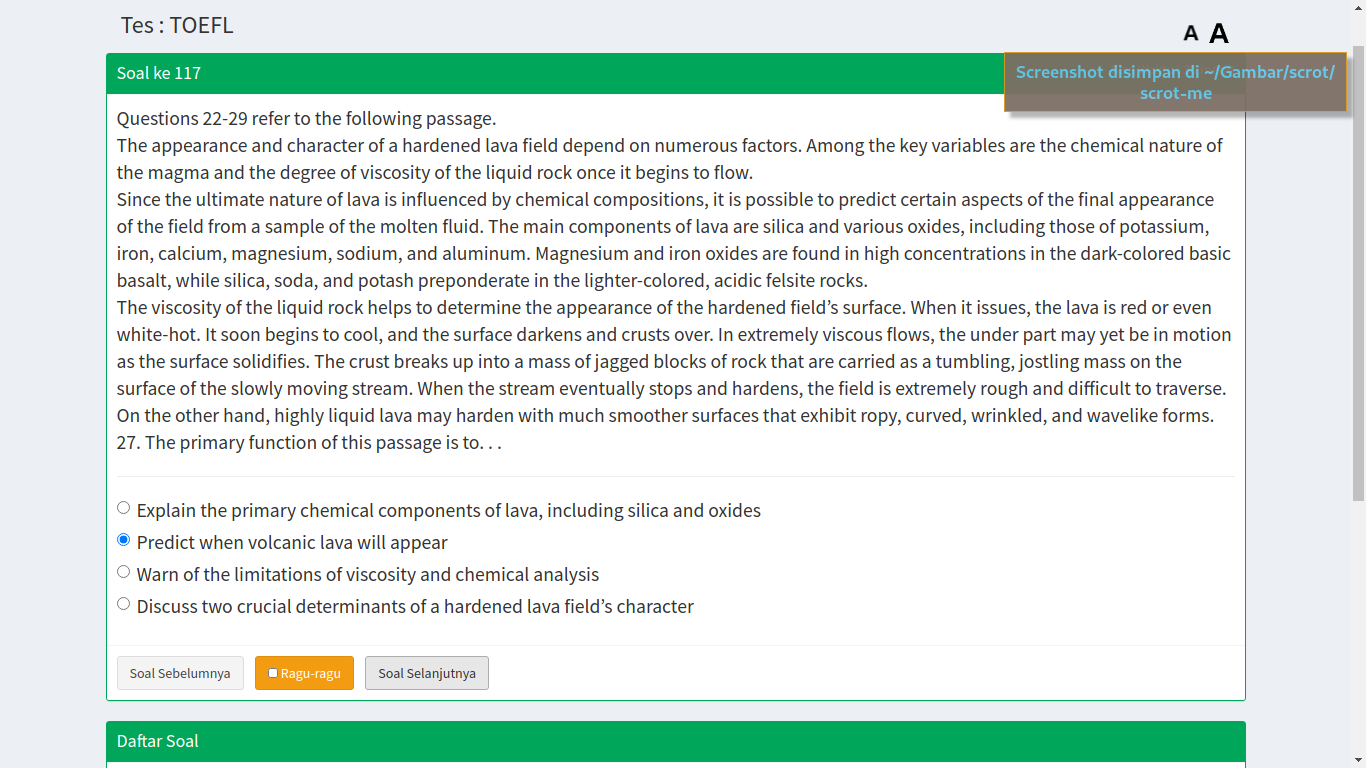 Tes : TOEFL
A A
Soal ke 117
Screenshot disimpan di ~/Gambar/scrot/
scrot-me
Questions 22-29 refer to the following passage.
The appearance and character of a hardened lava field depend on numerous factors. Among the key variables are the chemical nature of
the magma and the degree of viscosity of the liquid rock once it begins to flow.
Since the ultimate nature of lava is influenced by chemical compositions, it is possible to predict certain aspects of the final appearance
of the field from a sample of the molten fluid. The main components of lava are silica and various oxides, including those of potassium,
iron, calcium, magnesium, sodium, and aluminum. Magnesium and iron oxides are found in high concentrations in the dark-colored basic
basalt, while silica, soda, and potash preponderate in the lighter-colored, acidic felsite rocks.
The viscosity of the liquid rock helps to determine the appearance of the hardened field’s surface. When it issues, the lava is red or even
white-hot. It soon begins to cool, and the surface darkens and crusts over. In extremely viscous flows, the under part may yet be in motion
as the surface solidifies. The crust breaks up into a mass of jagged blocks of rock that are carried as a tumbling, jostling mass on the
surface of the slowly moving stream. When the stream eventually stops and hardens, the field is extremely rough and difficult to traverse.
On the other hand, highly liquid lava may harden with much smoother surfaces that exhibit ropy, curved, wrinkled, and wavelike forms.
27. The primary function of this passage is to. . .
Explain the primary chemical components of lava, including silica and oxides
Predict when volcanic lava will appear
Warn of the limitations of viscosity and chemical analysis
Discuss two crucial determinants of a hardened lava field’s character
Soal Sebelumnya Ragu-ragu Soal Selanjutnya
Daftar Soal